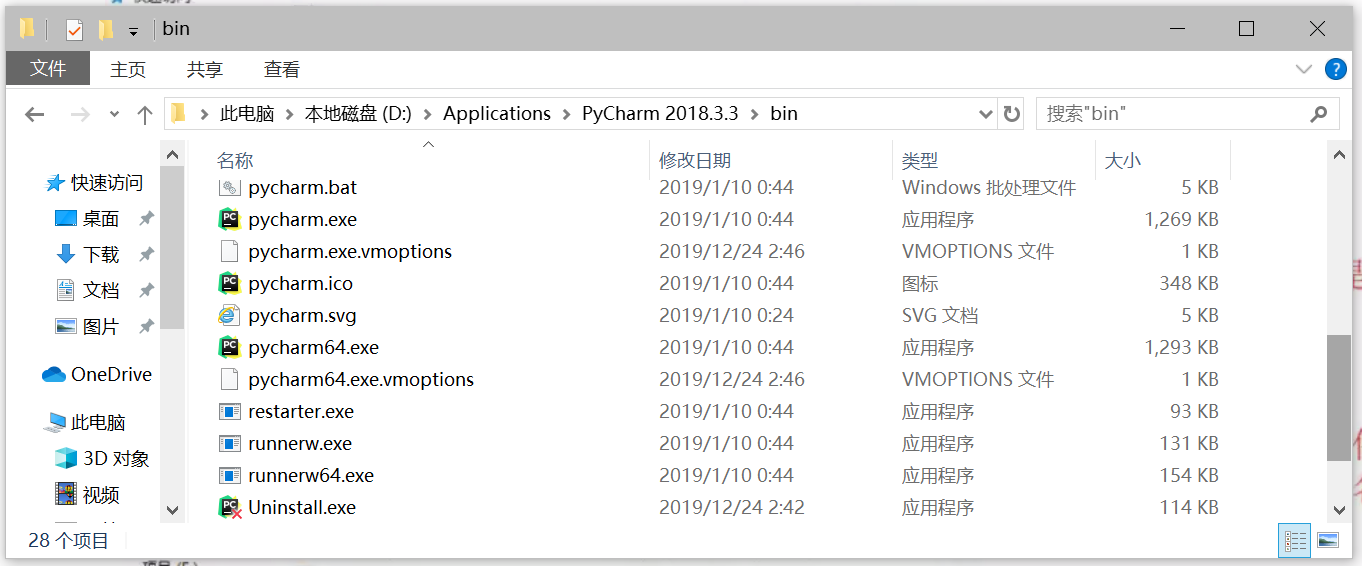 bin
文件 主页 共享 查看
此电脑 本地磁盘 (D:) Applications PyCharm 2018.3.3 bin 搜索"bin"
名称 修改日期 类型 大小
快速访问
桌面
下载
文档
图片
OneDrive
此电脑
3D 对象
视频
pycharm.bat 2019/1/10 0:44 Windows 批处理文件 5 KB
pycharm.exe 2019/1/10 0:44 应用程序 1,269 KB
pycharm.exe.vmoptions 2019/12/24 2:46 VMOPTIONS 文件 1 KB
pycharm.ico 2019/1/10 0:44 图标 348 KB
pycharm.svg 2019/1/10 0:24 SVG 文档 5 KB
pycharm64.exe 2019/1/10 0:44 应用程序 1,293 KB
pycharm64.exe.vmoptions 2019/12/24 2:46 VMOPTIONS 文件 1 KB
restarter.exe 2019/1/10 0:44 应用程序 93 KB
runnerw.exe 2019/1/10 0:44 应用程序 131 KB
runnerw64.exe 2019/1/10 0:44 应用程序 154 KB
Uninstall.exe 2019/12/24 2:42 应用程序 114 KB
28 个项目